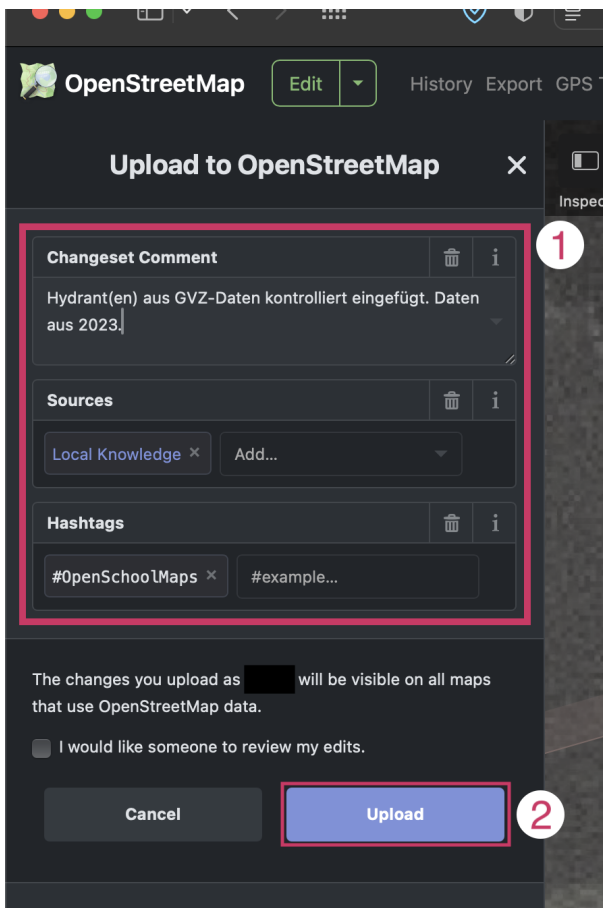 OpenStreetMap
Edit
History Export GPS
Upload to OpenStreetMap
Inspec
1
Changeset Comment
Hydrant(en) aus GVZ-Daten kontrolliert eingefügt. Daten
aus 2023.
Sources
Local Knowledge
Add...
Hashtags
#OpenSchoolMaps
#example...
The changes you upload as will be visible on all maps
that use OpenStreetMap data.
I would like someone to review my edits.
Cancel
Upload
2